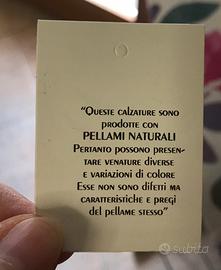 “Queste calzature sono
prodotte con
PELLAMI NATURALI
Pertanto possono presen-
tare venature diverse
e variazioni di colore
Esse non sono difetti ma
caratteristiche e pregi
del pellame stesso”
subito